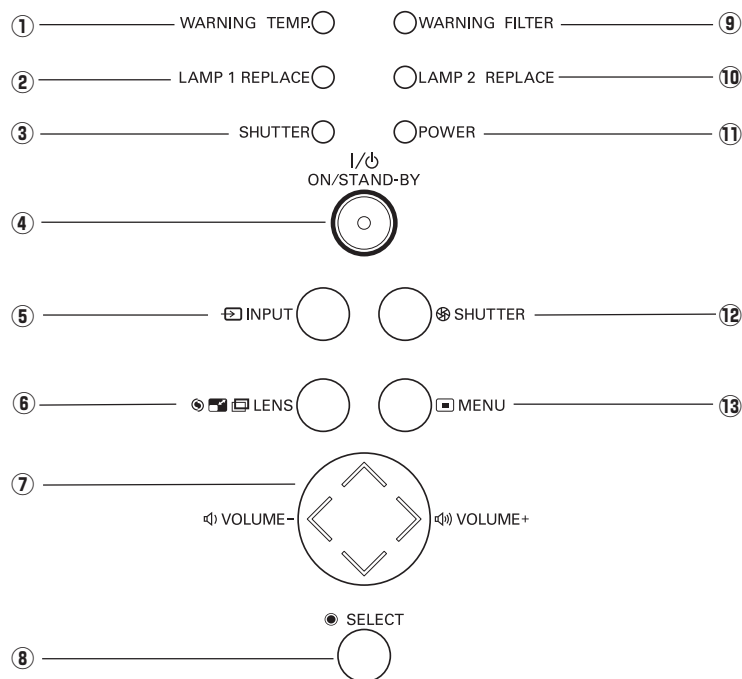 ① WARNING TEMP. WARNING FILTER ⑨
② LAMP 1 REPLACE LAMP 2 REPLACE ⑩
③ SHUTTER POWER ⑪
I/⏻
ON/STAND-BY
④
⑤ INPUT SHUTTER ⑫
⑥ LENS MENU ⑬
⑦
VOLUME- VOLUME+
SELECT
⑧